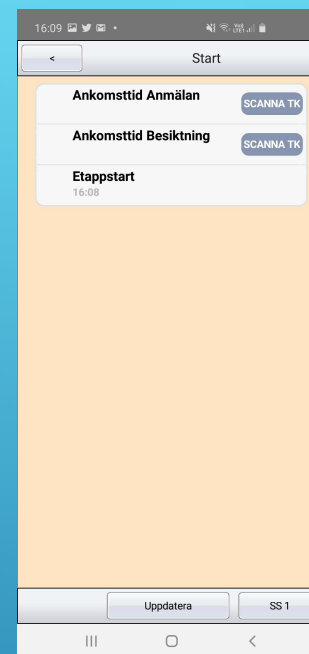 16:09
<
Start
Ankomsttid Anmälan
SCANNA TK
Ankomsttid Besiktning
SCANNA TK
Etappstart
16:08
Uppdatera
SS 1